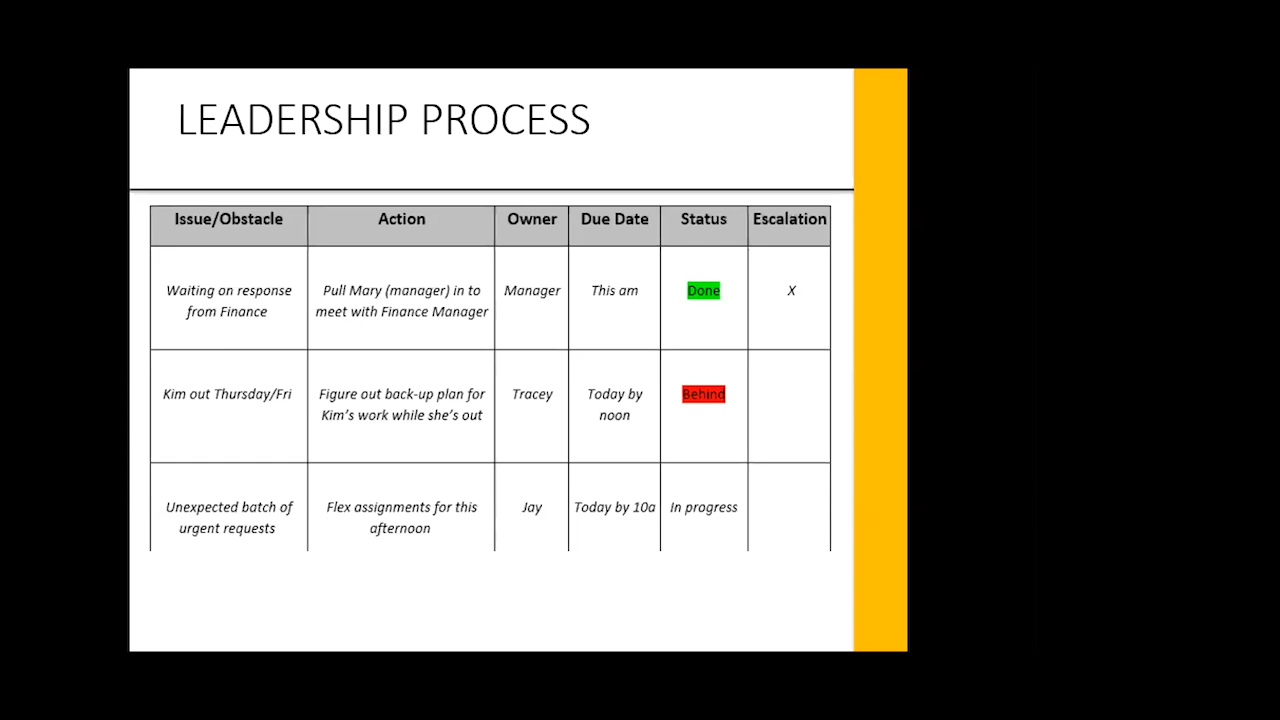 LEADERSHIP PROCESS
Issue/Obstacle Action Owner Due Date Status Escalation
Waiting on response Pull Mary (manager) in to Manager This am Done X
from Finance meet with Finance Manager
Kim out Thursday/Fri Figure out back-up plan for Tracey Today by Behind
Kim's work while she's out noon
Unexpected batch of Flex assignments for this Jay Today by 10a In progress
urgent requests afternoon